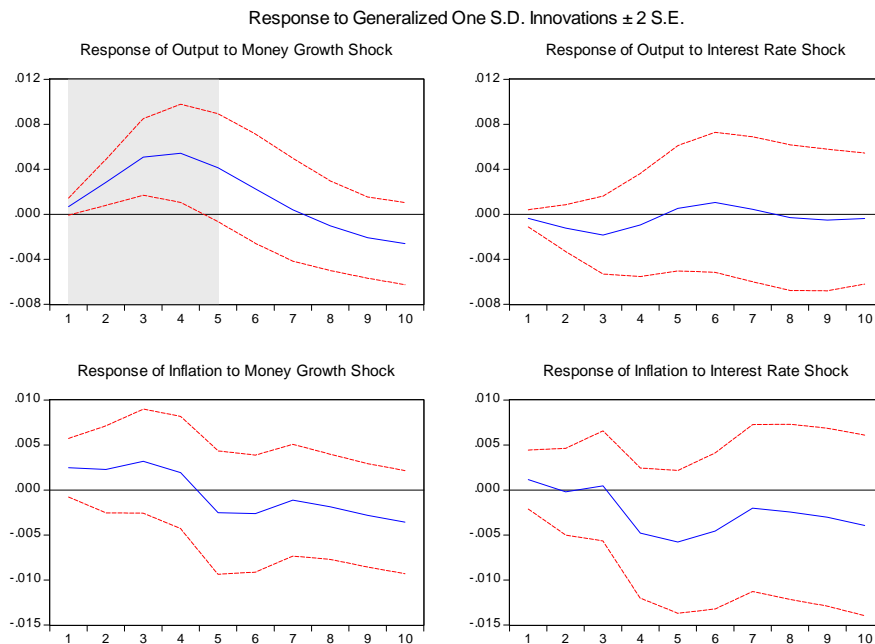 Response to Generalized One S.D. Innovations ± 2 S.E.
Response of Output to Money Growth Shock
.012
.008
.004
.000
-.004
-.008
1 2 3 4 5 6 7 8 9 10
Response of Output to Interest Rate Shock
.012
.008
.004
.000
-.004
-.008
1 2 3 4 5 6 7 8 9 10
Response of Inflation to Money Growth Shock
.010
.005
.000
-.005
-.010
-.015
1 2 3 4 5 6 7 8 9 10
Response of Inflation to Interest Rate Shock
.010
.005
.000
-.005
-.010
-.015
1 2 3 4 5 6 7 8 9 10